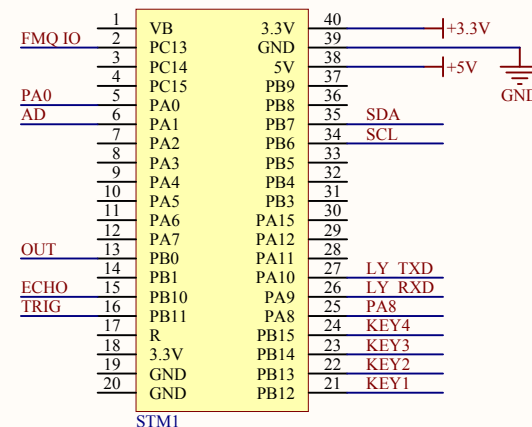 1 VB 3.3V 40 +3.3V
FMQ IO 2 PC13 GND 39
3 PC14 5V 38 +5V
4 PC15 PB9 37
GND
PA0 5 PA0 PB8 36
AD 6 PA1 PB7 35 SDA
7 PA2 PB6 34 SCL
8 PA3 PB5 33
9 PA4 PB4 32
10 PA5 PB3 31
11 PA6 PA15 30
12 PA7 PA12 29
OUT 13 PB0 PA11 28
14 PB1 PA10 27 LY_TXD
ECHO 15 PB10 PA9 26 LY_RXD
TRIG 16 PB11 PA8 25 PA8
17 R PB15 24 KEY4
18 3.3V PB14 23 KEY3
19 GND PB13 22 KEY2
20 GND PB12 21 KEY1
STM1